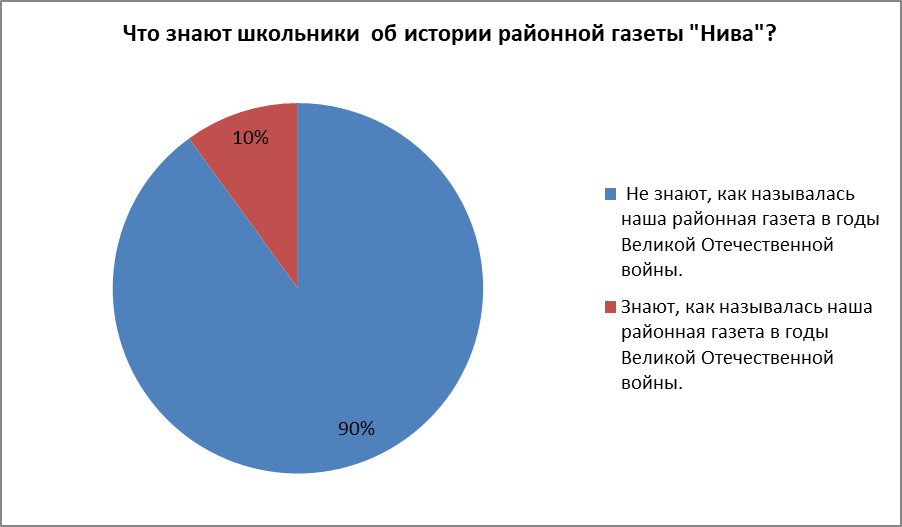 Что знают школьники  об истории районной газеты "Нива"?
10%
90%
Не знают, как называлась
наша районная газета в годы
Великой Отечественной
войны.
Знают, как называлась наша
районная газета в годы
Великой Отечественной
войны.